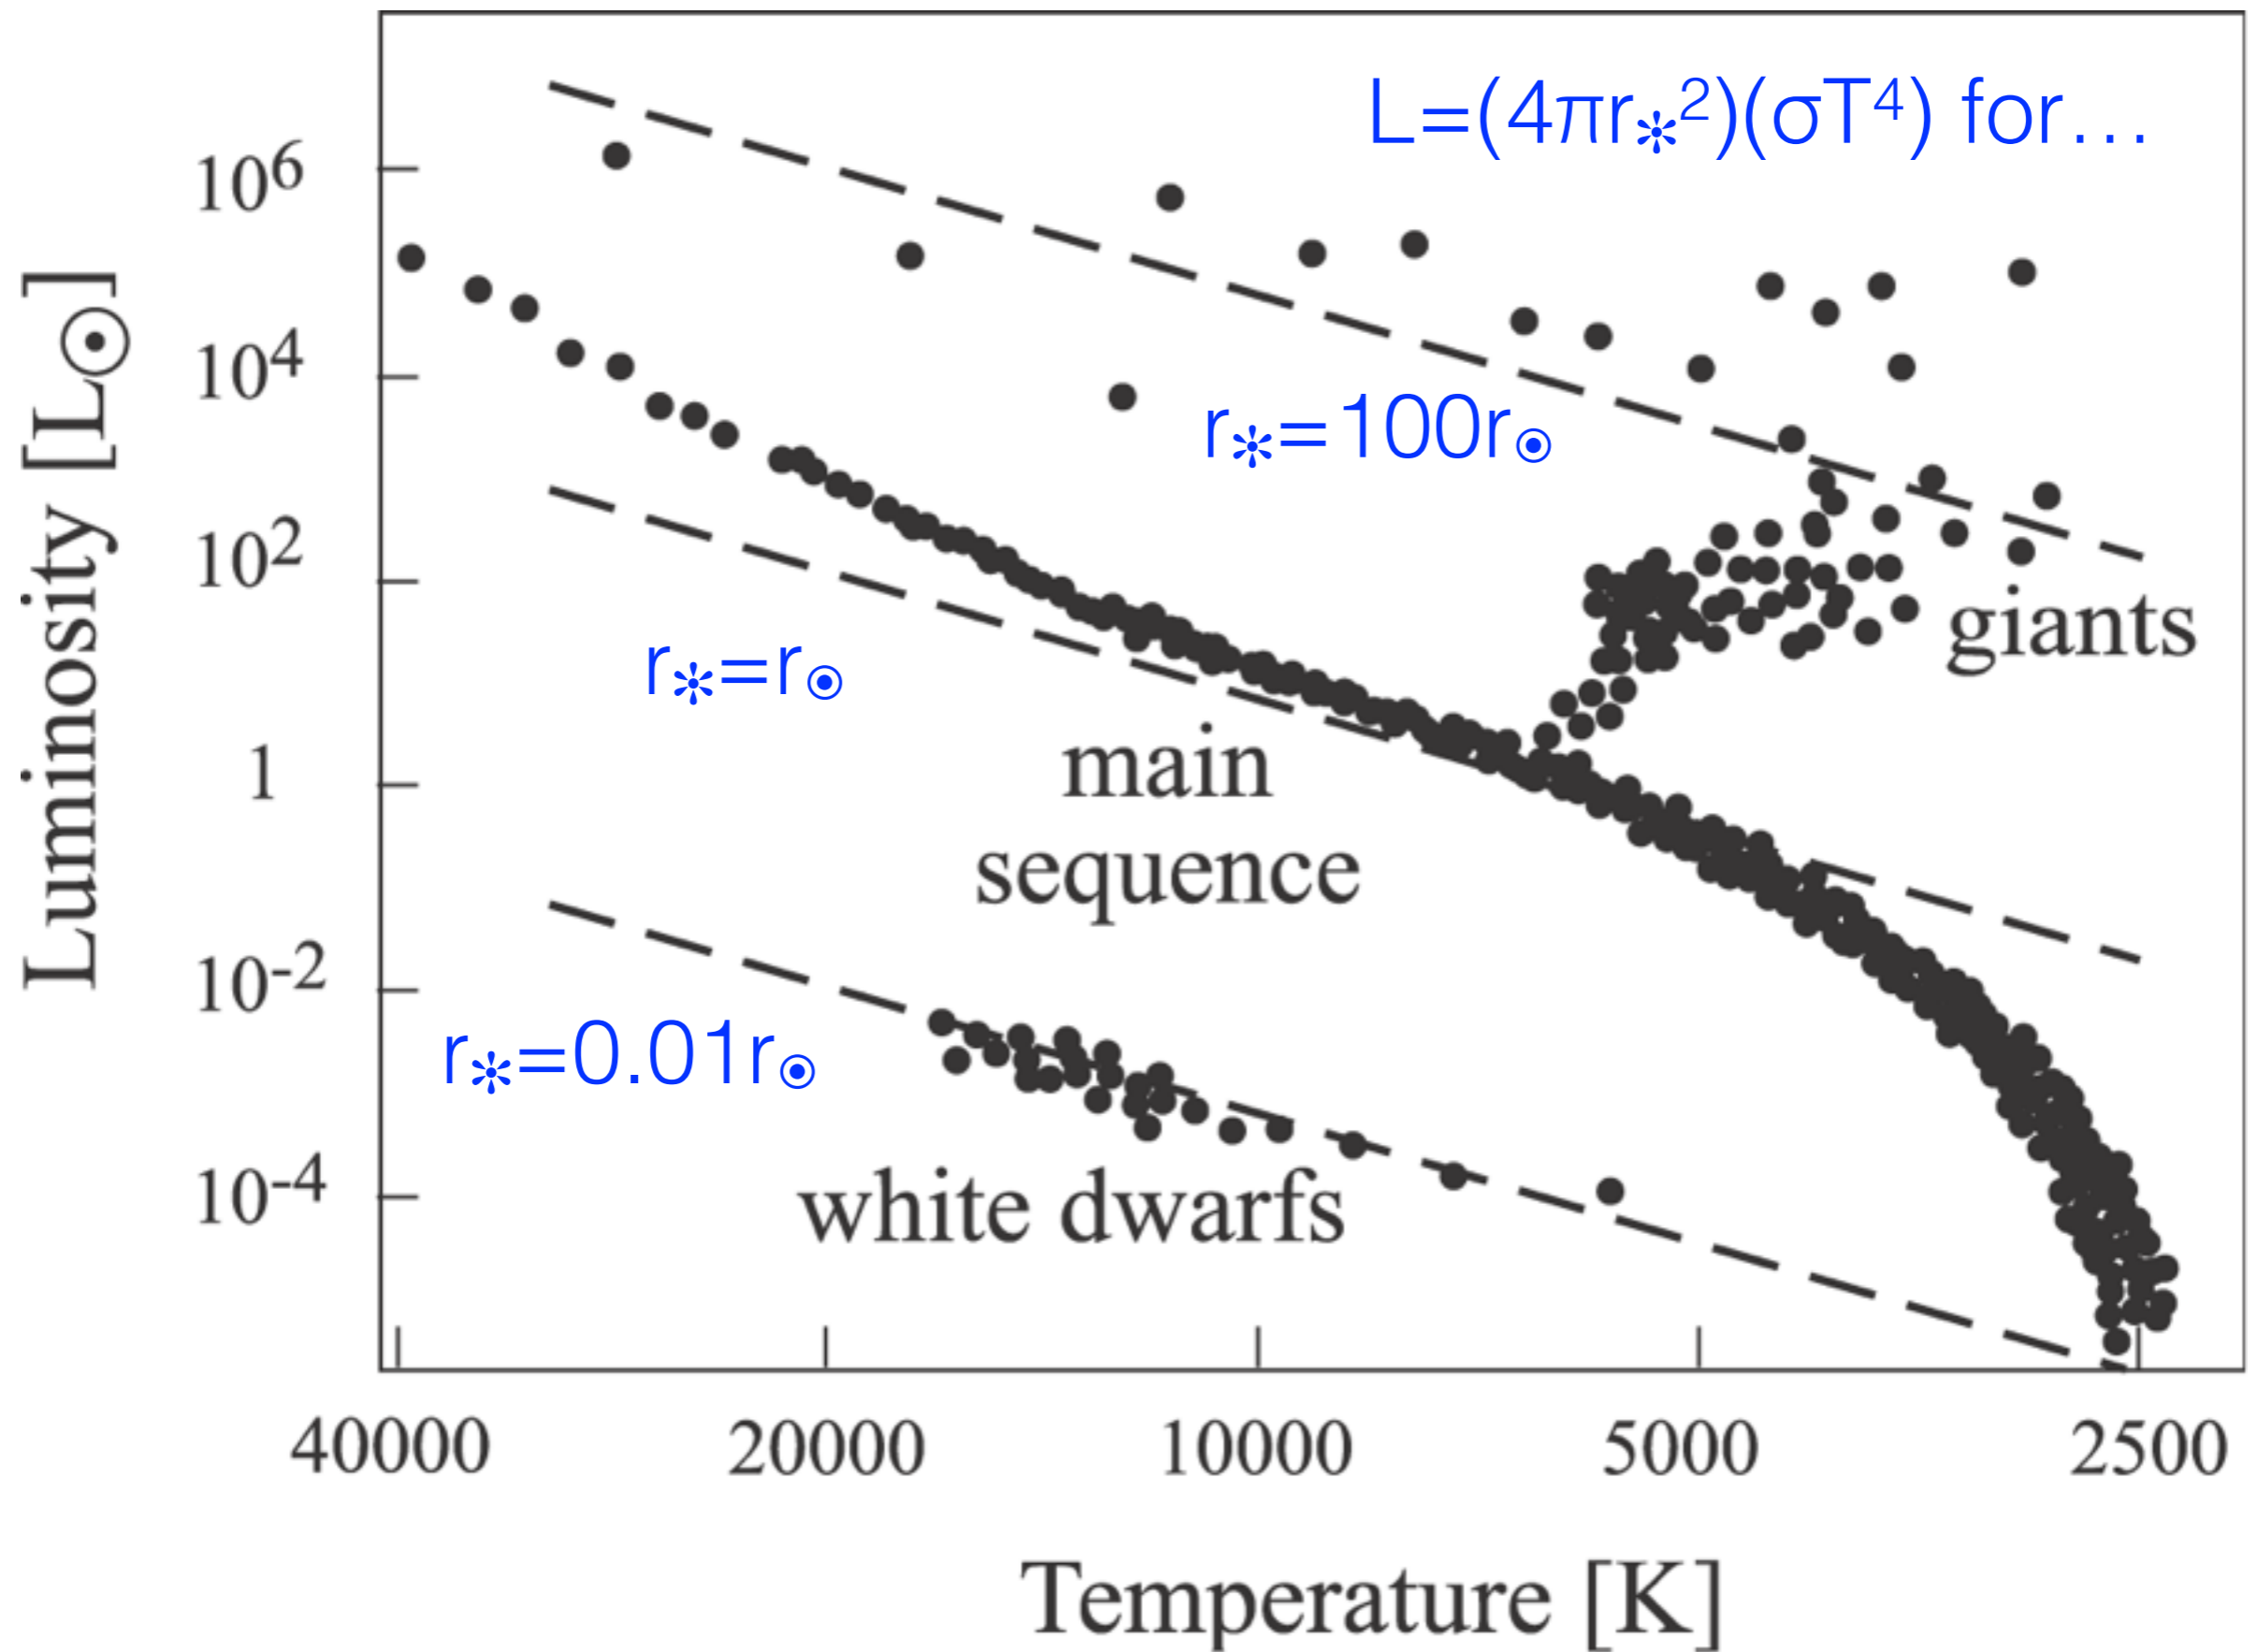 L=(4πr✻²)(σT⁴) for…
10⁶
10⁴
r✻=100r☉
10²
giants
r✻=r☉
1
main
sequence
10⁻²
r✻=0.01r☉
10⁻⁴
white dwarfs
Luminosity [L☉]
40000 20000 10000 5000 2500
Temperature [K]